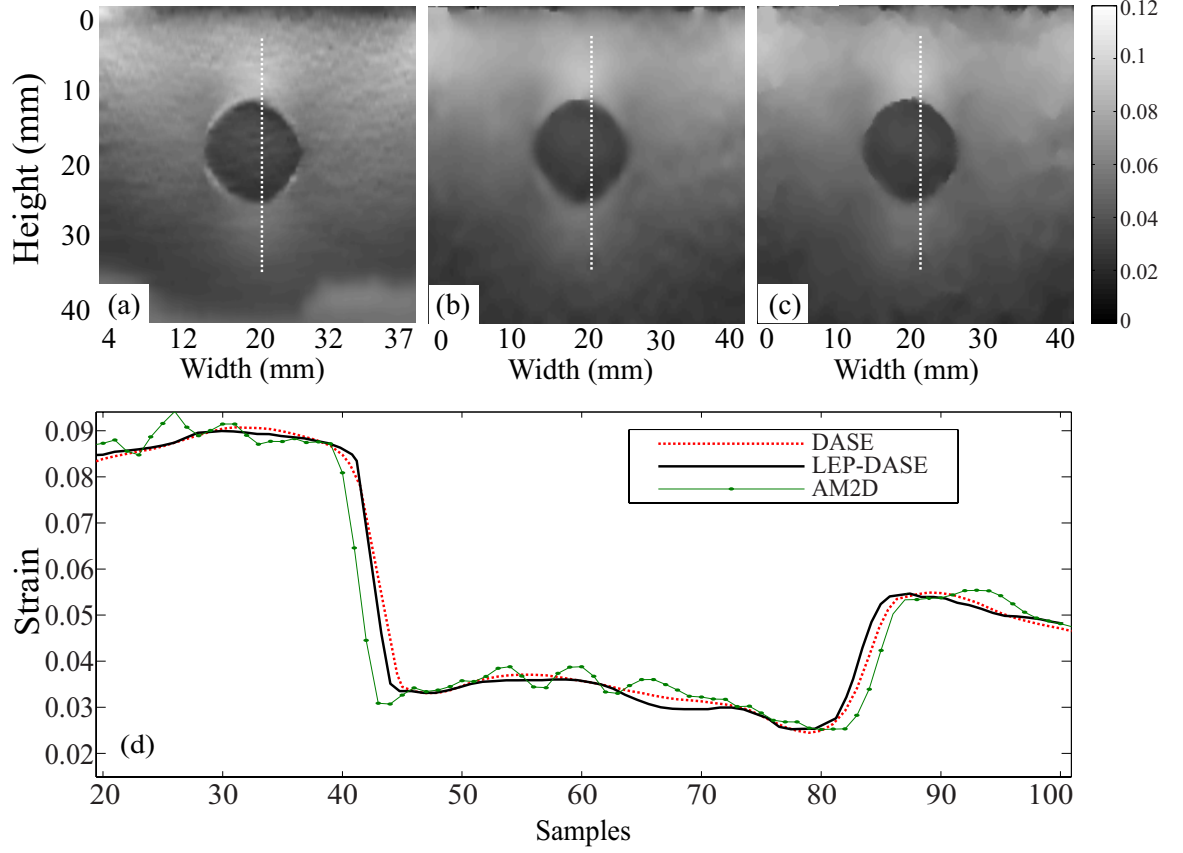 0
10
20
30
40
Height (mm)
(a)
4 12 20 32 37
Width (mm)
(b)
0 10 20 30 40
Width (mm)
(c)
0 10 20 30 40
Width (mm)
0.12
0.1
0.08
0.06
0.04
0.02
0
0.09
0.08
0.07
0.06
0.05
0.04
0.03
0.02
Strain
DASE
LEP-DASE
AM2D
(d)
20 30 40 50 60 70 80 90 100
Samples